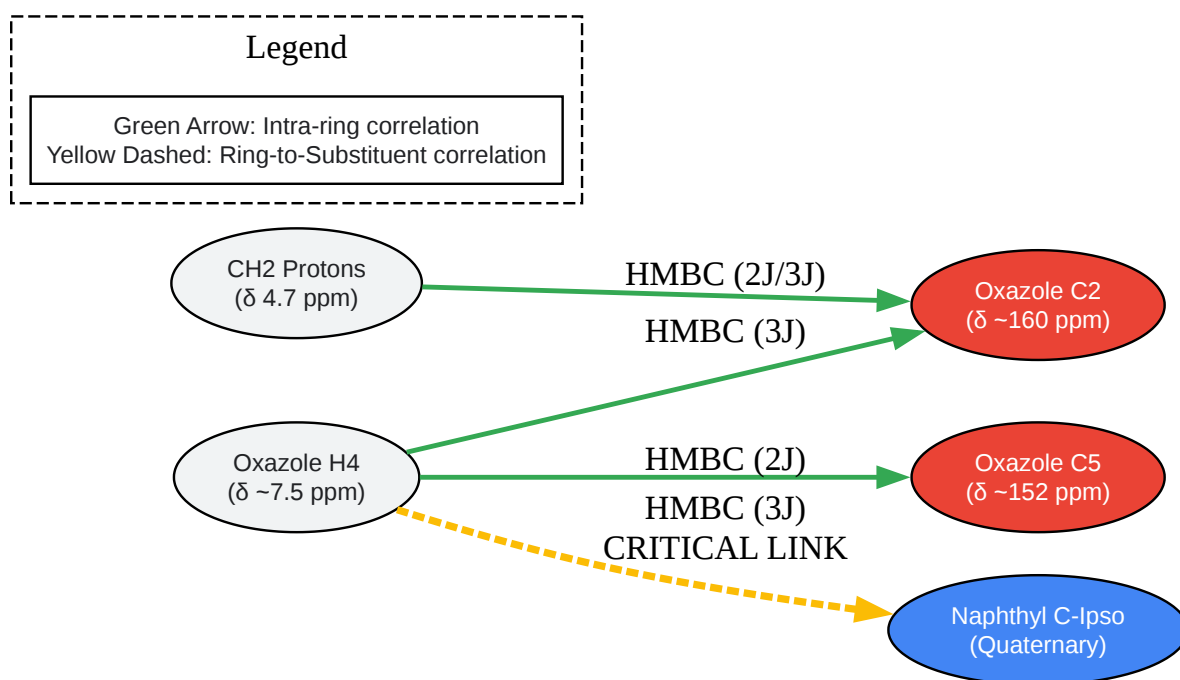 Legend
Green Arrow: Intra-ring correlation
Yellow Dashed: Ring-to-Substituent correlation
CH2 Protons
(δ 4.7 ppm)
HMBC (2J/3J)
Oxazole C2
(δ ~160 ppm)
HMBC (3J)
Oxazole H4
(δ ~7.5 ppm)
HMBC (2J)
Oxazole C5
(δ ~152 ppm)
HMBC (3J)
CRITICAL LINK
Naphthyl C-Ipso
(Quaternary)